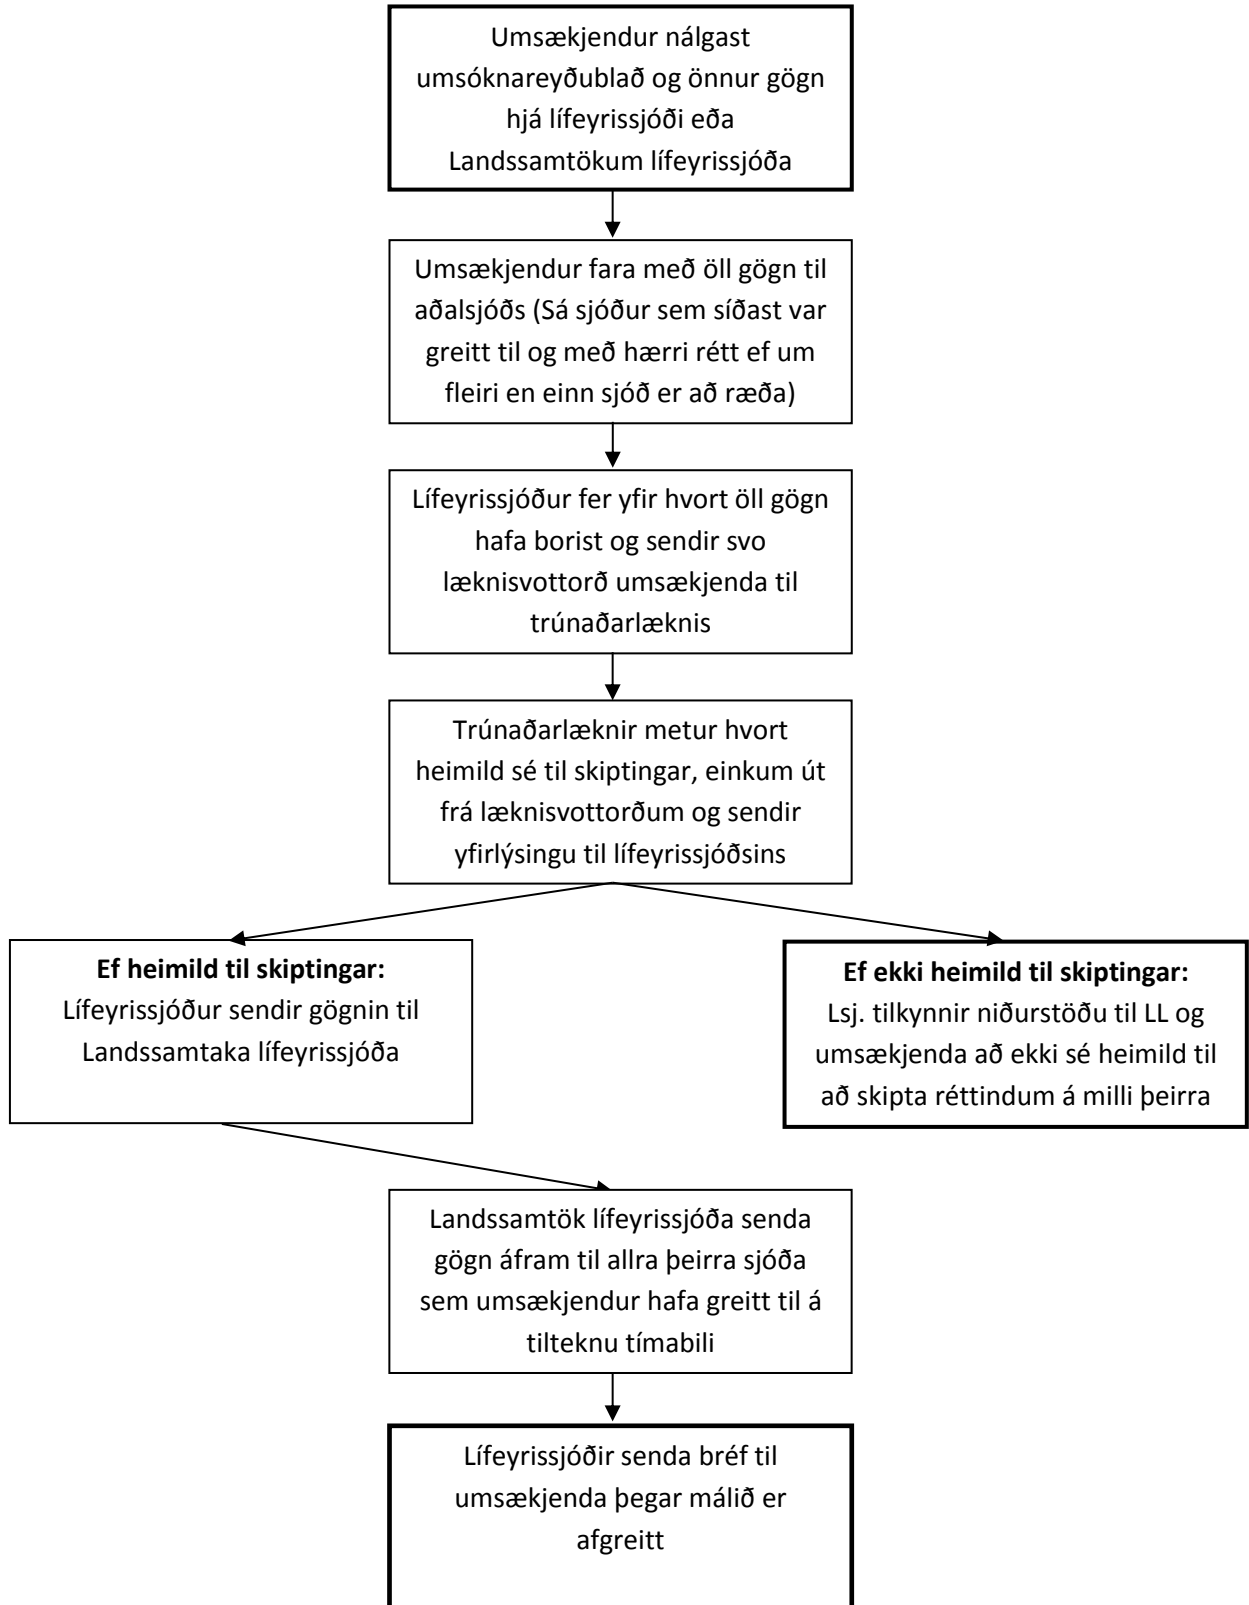 Umsækjendur nálgast
umsóknareyðublað og önnur gögn
hjá lífeyrissjóði eða
Landssamtökum lífeyrissjóða
Umsækjendur fara með öll gögn til
aðalsjóðs (Sá sjóður sem síðast var
greitt til og með hærri rétt ef um
fleiri en einn sjóð er að ræða)
Lífeyrissjóður fer yfir hvort öll gögn
hafa borist og sendir svo
læknisvottorð umsækjenda til
trúnaðarlæknis
Trúnaðarlæknir metur hvort
heimild sé til skiptingar, einkum út
frá læknisvottorðum og sendir
yfirlýsingu til lífeyrissjóðsins
Ef heimild til skiptingar:
Lífeyrissjóður sendir gögnin til
Landssamtaka lífeyrissjóða
Ef ekki heimild til skiptingar:
Lsj. tilkynnir niðurstöðu til LL og
umsækjenda að ekki sé heimild til
að skipta réttindum á milli þeirra
Landssamtök lífeyrissjóða senda
gögn áfram til allra þeirra sjóða
sem umsækjendur hafa greitt til á
tilteknu tímabili
Lífeyrissjóðir senda bréf til
umsækjenda þegar málið er
afgreitt